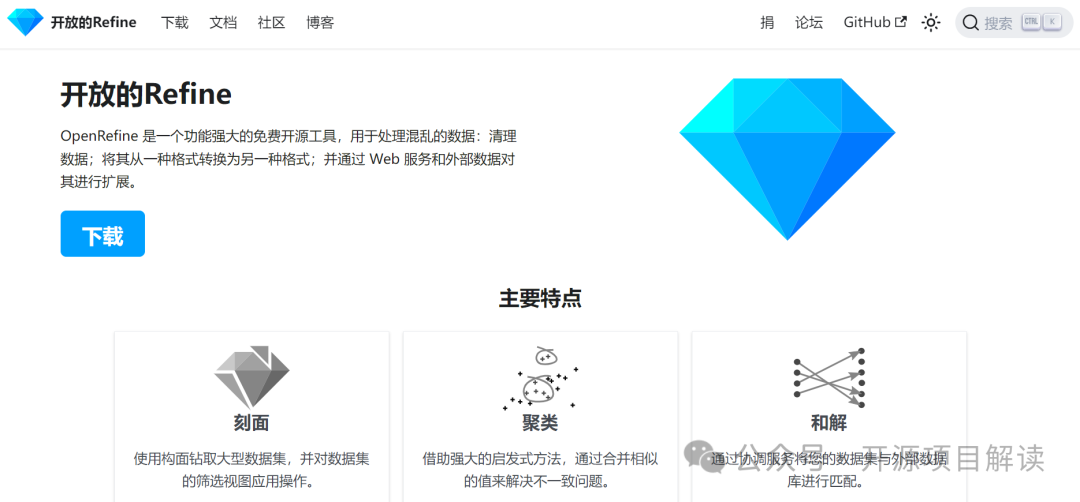 开放的Refine 下载 文档 社区 博客 捐 论坛 GitHub 搜索 CTRL K
开放的Refine
OpenRefine 是一个功能强大的免费开源工具，用于处理混乱的数据：清理
数据；将其从一种格式转换为另一种格式；并通过 Web 服务和外部数据对
其进行扩展。
下载
主要特点
刻面
使用构面钻取大型数据集，并对数据集
的筛选视图应用操作。
聚类
借助强大的启发式方法，通过合并相似
的值来解决不一致问题。
和解
通过协调服务将您的数据集与外部数据
库进行匹配。
公众号 开源项目解读